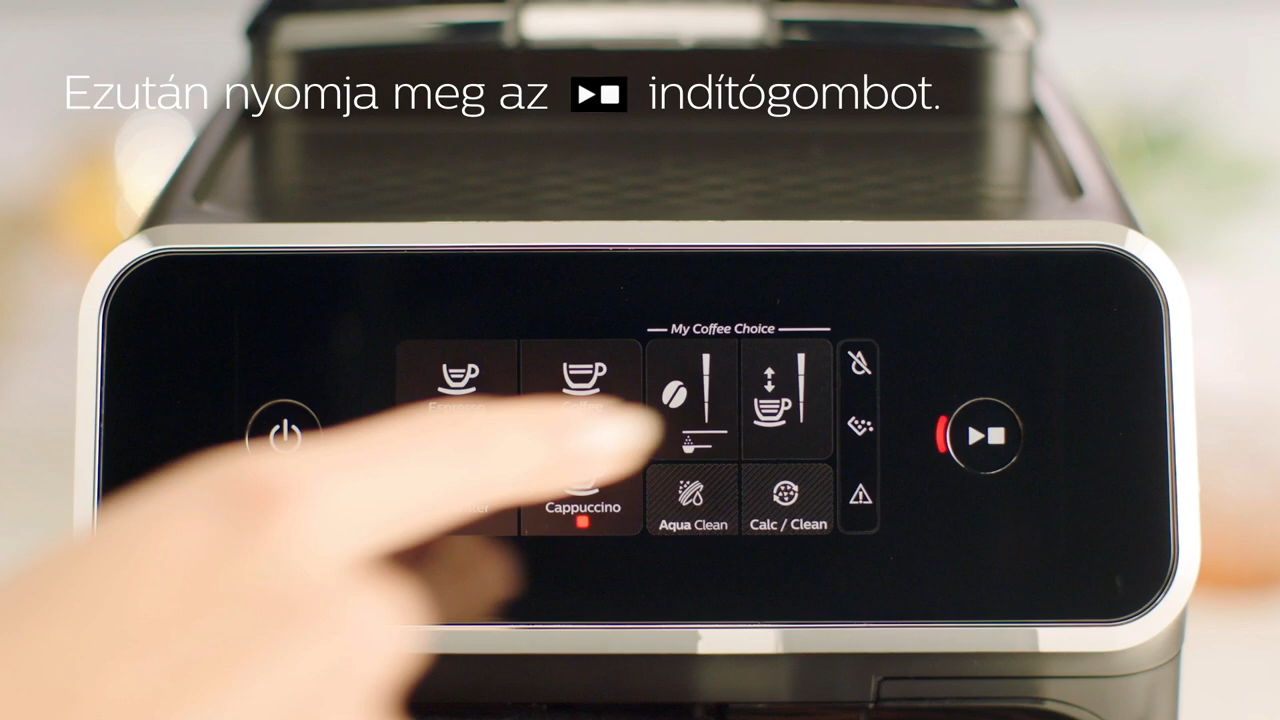 Ezután nyomja meg az indítógombot.
My Coffee Choice
Cappuccino
Aqua Clean
Calc / Clean